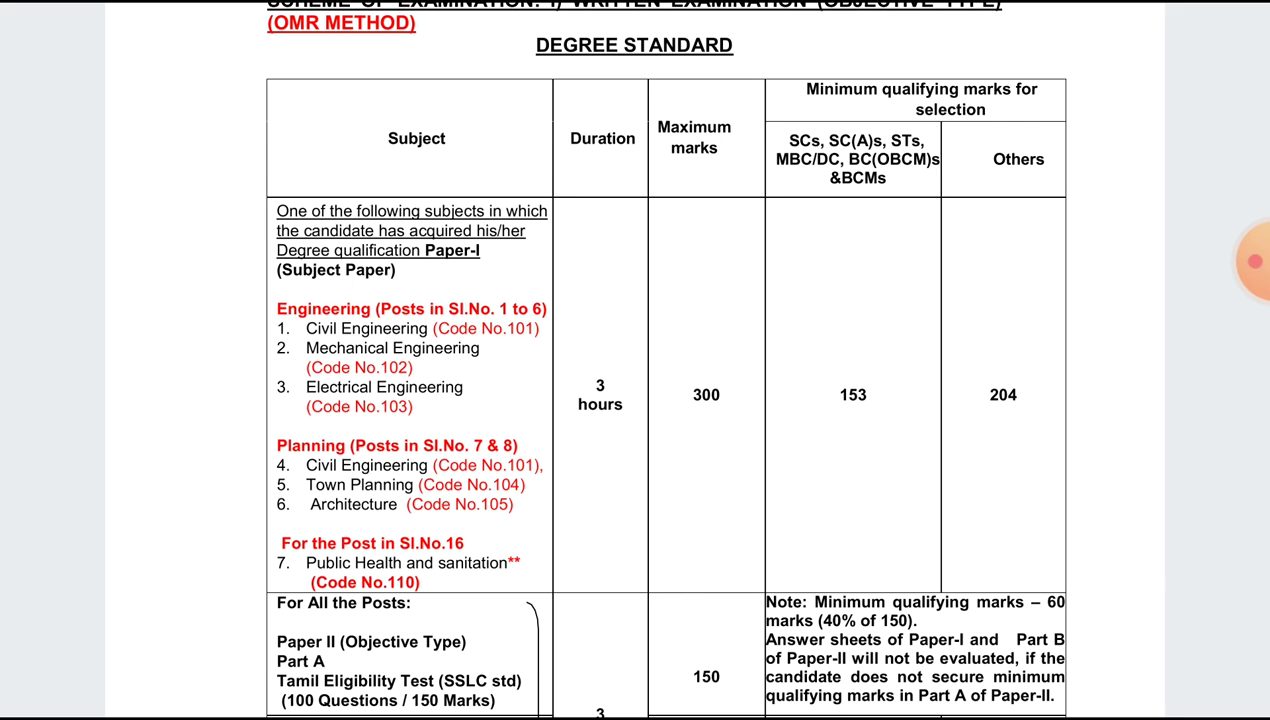 SCHEME OF EXAMINATION: I) WRITTEN EXAMINATION (OBJECTIVE TYPE)
(OMR METHOD)
DEGREE STANDARD
Subject
Duration
Maximum
marks
Minimum qualifying marks for
selection
SCs, SC(A)s, STs,
MBC/DC, BC(OBCM)s
&BCMs
Others
One of the following subjects in which
the candidate has acquired his/her
Degree qualification Paper-I
(Subject Paper)
Engineering (Posts in Sl.No. 1 to 6)
1. Civil Engineering (Code No.101)
2. Mechanical Engineering
(Code No.102)
3. Electrical Engineering
(Code No.103)
Planning (Posts in Sl.No. 7 & 8)
4. Civil Engineering (Code No.101),
5. Town Planning (Code No.104)
6. Architecture (Code No.105)
For the Post in Sl.No.16
7. Public Health and sanitation**
(Code No.110)
3
hours
300
153
204
For All the Posts:
Paper II (Objective Type)
Part A
Tamil Eligibility Test (SSLC std)
(100 Questions / 150 Marks)
3
150
Note: Minimum qualifying marks – 60
marks (40% of 150).
Answer sheets of Paper-I and Part B
of Paper-II will not be evaluated, if the
candidate does not secure minimum
qualifying marks in Part A of Paper-II.